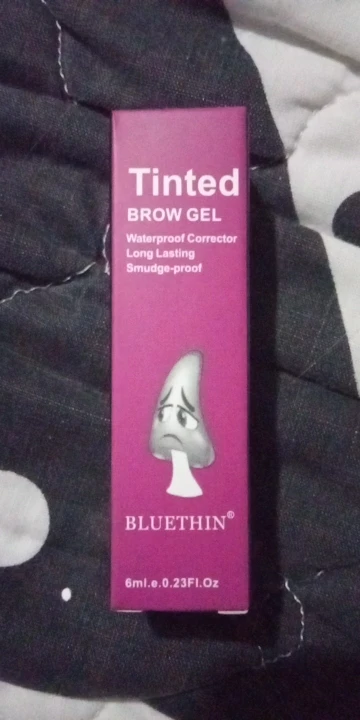 Tinted
BROW GEL
Waterproof Corrector
Long Lasting
Smudge-proof
BLUETHIN®
6ml.e.0.23Fl.Oz